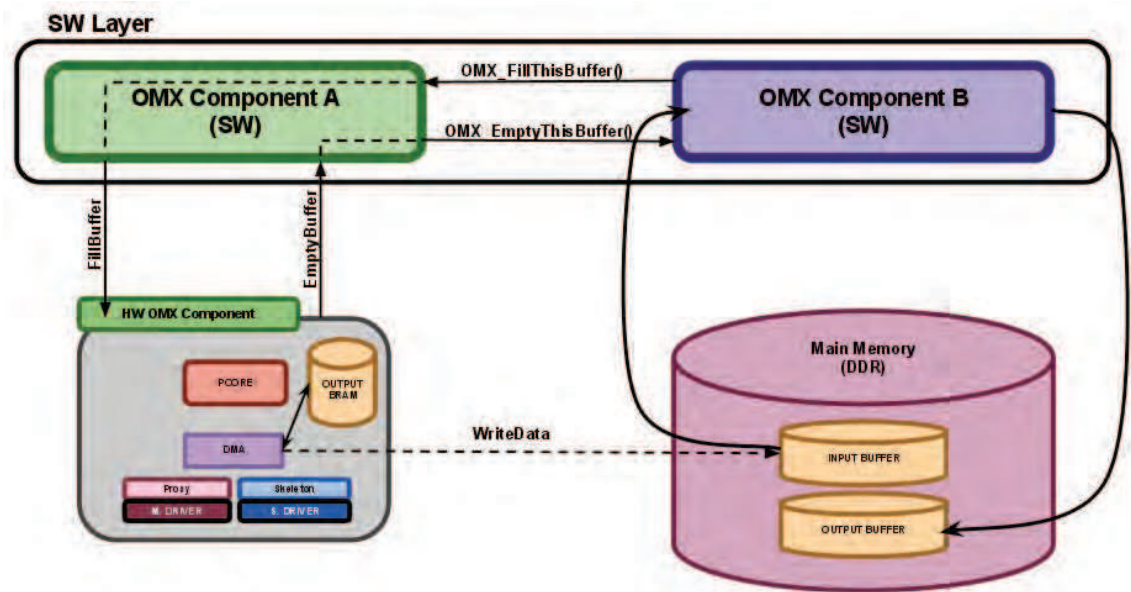 SW Layer
OMX Component A
(SW)
OMX_FillThisBuffer()
OMX_EmptyThisBuffer()
OMX Component B
(SW)
FillBuffer
EmptyBuffer
HW OMX Component
PCORE
OUTPUT
BRAM
DMA
Proxy
Skeleton
M. DRIVER
S. DRIVER
WriteData
Main Memory
(DDR)
INPUT BUFFER
OUTPUT BUFFER